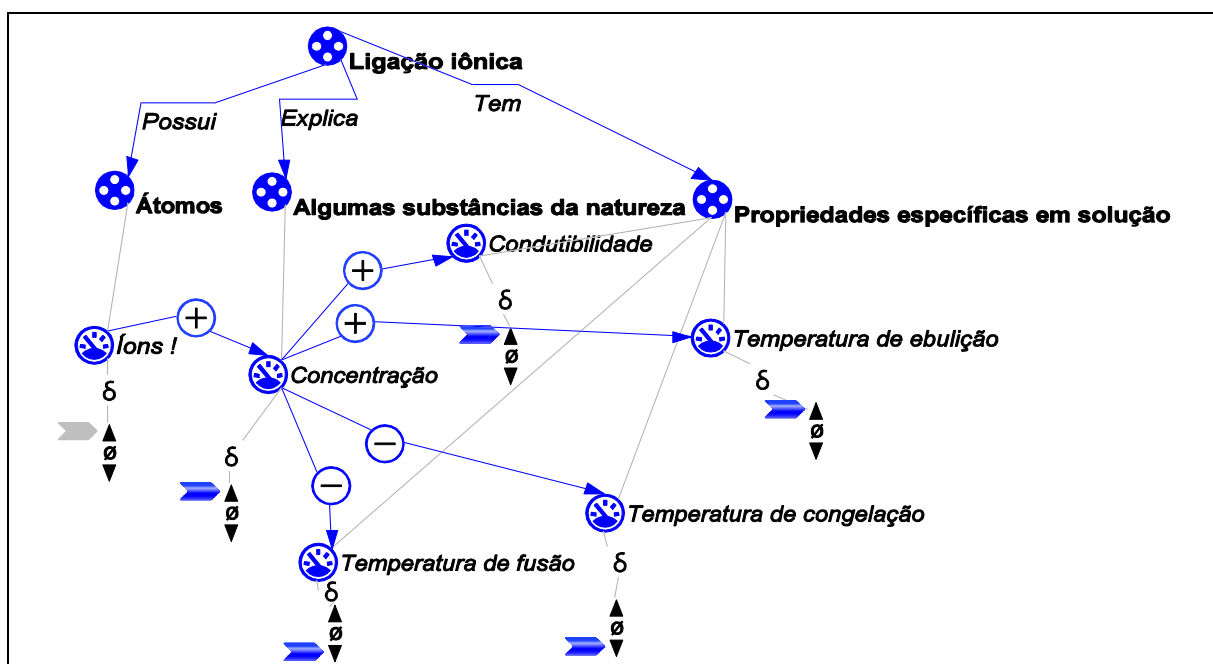 Ligação iônica
Possui
Explica
Tem
Átomos
Algumas substâncias da natureza
Propriedades específicas em solução
Condutibilidade
+
δ
+
+
Íons !
ø
Temperatura de ebulição
Concentração
δ
δ
ø
ø
−
δ
−
ø
Temperatura de congelação
Temperatura de fusão
δ
δ
ø
ø